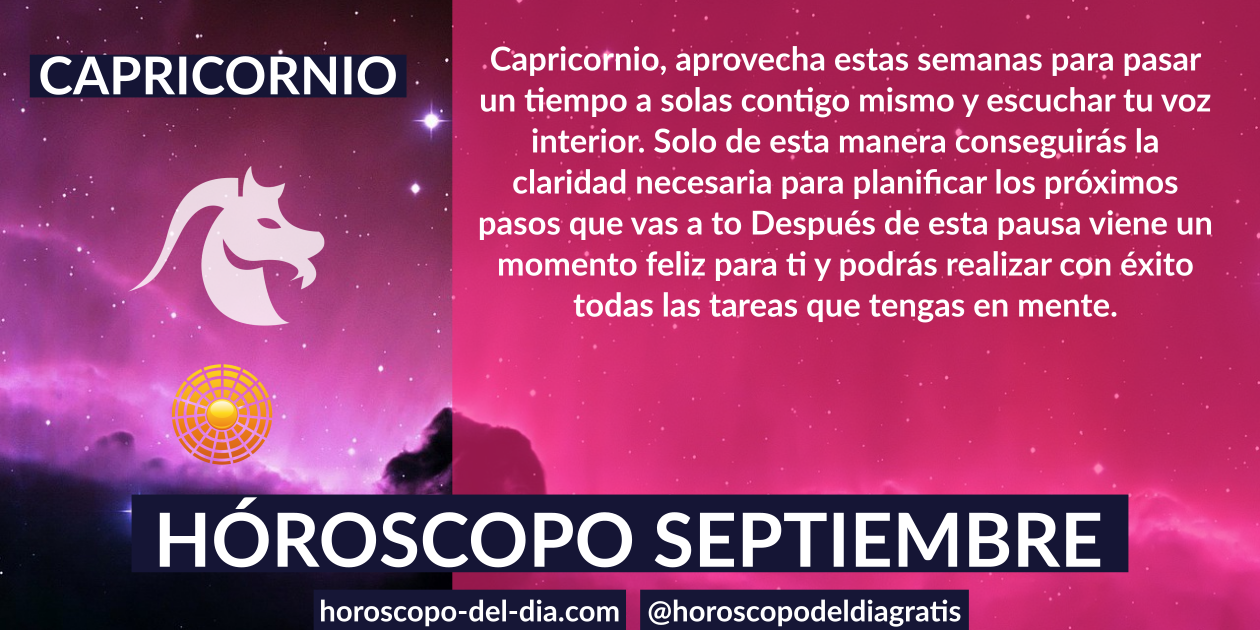 CAPRICORNIO
Capricornio, aprovecha estas semanas para pasar
un tiempo a solas contigo mismo y escuchar tu voz
interior. Solo de esta manera conseguirás la
claridad necesaria para planificar los próximos
pasos que vas a to Después de esta pausa viene un
momento feliz para ti y podrás realizar con éxito
todas las tareas que tengas en mente.
HÓROSCOPO SEPTIEMBRE
horoscopo-del-dia.com
@horoscopodeldiagratis